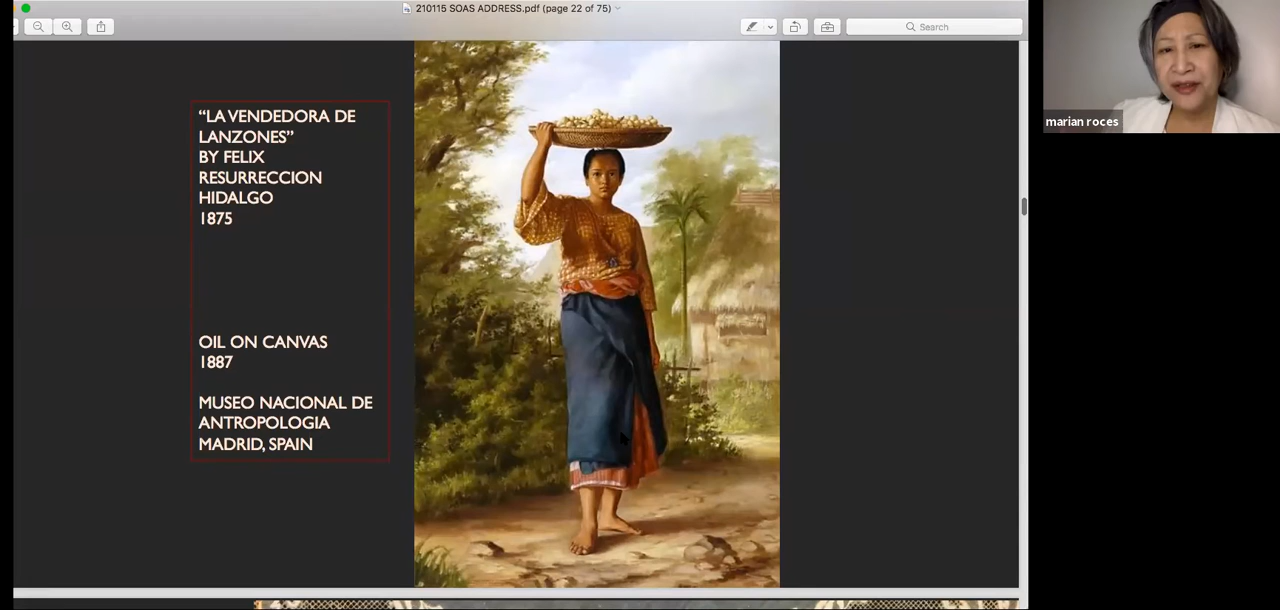 210115 SOAS ADDRESS.pdf (page 22 of 75)
Search
“LA VENDEDORA DE
LANZONES”
BY FELIX
RESURRECCION
HIDALGO
1875
OIL ON CANVAS
1887
MUSEO NACIONAL DE
ANTROPOLOGIA
MADRID, SPAIN
marian roces